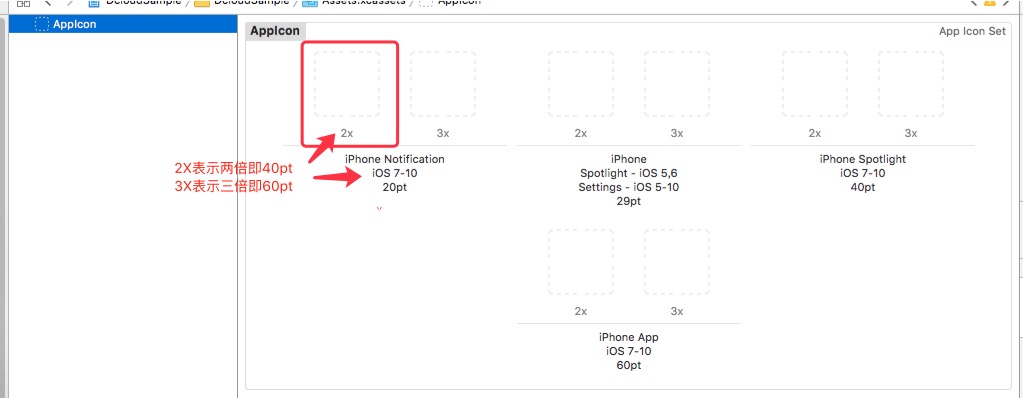 DcloudSample
DcloudSample
Assets.xcassets
AppIcon
AppIcon
AppIcon
App Icon Set
2x
3x
2x
3x
2x
3x
2X表示两倍即40pt
3X表示三倍即60pt
iPhone Notification
iOS 7-10
20pt
iPhone
Spotlight - iOS 5,6
Settings - iOS 5-10
29pt
iPhone Spotlight
iOS 7-10
40pt
2x
3x
iPhone App
iOS 7-10
60pt